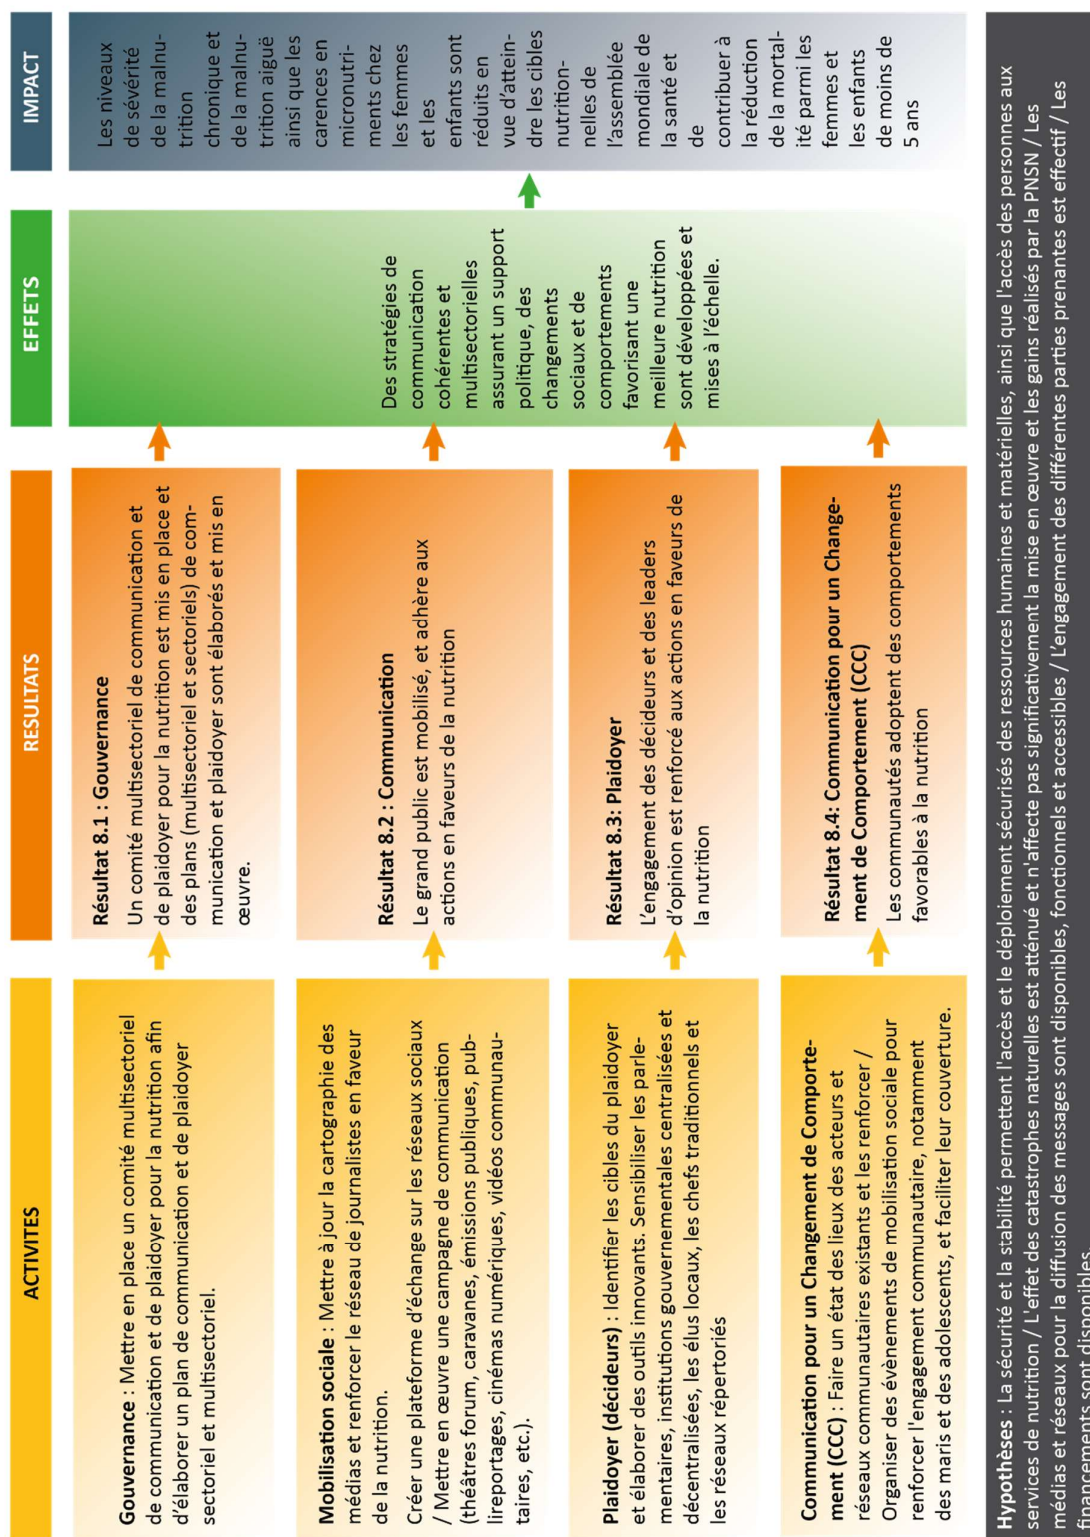 ACTIVITES
RESULTATS
EFFETS
IMPACT
Gouvernance : Mettre en place un comité multisectoriel
de communication et de plaidoyer pour la nutrition afin
d’élaborer un plan de communication et de plaidoyer
sectoriel et multisectoriel.
Mobilisation sociale : Mettre à jour la cartographie des
médias et renforcer le réseau de journalistes en faveur
de la nutrition.
Créer une plateforme d’échange sur les réseaux sociaux
/ Mettre en œuvre une campagne de communication
(théâtres forum, caravanes, émissions publiques, pub-
lireportages, cinémas numériques, vidéos communau-
taires, etc.).
Plaidoyer (décideurs) : Identifier les cibles du plaidoyer
et élaborer des outils innovants. Sensibiliser les parle-
mentaires, institutions gouvernementales centralisées et
décentralisées, les élus locaux, les chefs traditionnels et
les réseaux répertoriés
Communication pour un Changement de Comporte-
ment (CCC) : Faire un état des lieux des acteurs et
réseaux communautaires existants et les renforcer /
Organiser des évènements de mobilisation sociale pour
renforcer l'engagement communautaire, notamment
des maris et des adolescents, et faciliter leur couverture.
Résultat 8.1 : Gouvernance
Un comité multisectoriel de communication et
de plaidoyer pour la nutrition est mis en place et
des plans (multisectoriel et sectoriels) de com-
munication et plaidoyer sont élaborés et mis en
œuvre.
Résultat 8.2 : Communication
Le grand public est mobilisé, et adhère aux
actions en faveurs de la nutrition
Résultat 8.3: Plaidoyer
L’engagement des décideurs et des leaders
d’opinion est renforcé aux actions en faveurs de
la nutrition
Résultat 8.4: Communication pour un Change-
ment de Comportement (CCC)
Les communautés adoptent des comportements
favorables à la nutrition
Des stratégies de
communication
cohérentes et
multisectorielles
assurant un support
politique, des
changements
sociaux et de
comportements
favorisant une
meilleure nutrition
sont développées et
mises à l’échelle.
Les niveaux
de sévérité
de la malnu-
trition
chronique et
de la malnu-
trition aiguë
ainsi que les
carences en
micronutri-
ments chez
les femmes
et les
enfants sont
réduits en
vue d’attein-
dre les cibles
nutrition-
nelles de
l’assemblée
mondiale de
la santé et
de
contribuer à
la réduction
de la mortal-
ité parmi les
femmes et
les enfants
de moins de
5 ans
Hypothèses : La sécurité et la stabilité permettent l'accès et le déploiement sécurisés des ressources humaines et matérielles, ainsi que l'accès des personnes aux
services de nutrition / L'effet des catastrophes naturelles est atténué et n'affecte pas significativement la mise en œuvre et les gains réalisés par la PNSN / Les
médias et réseaux pour la diffusion des messages sont disponibles, fonctionnels et accessibles / L’engagement des différentes parties prenantes est effectif / Les
financements sont disponibles.